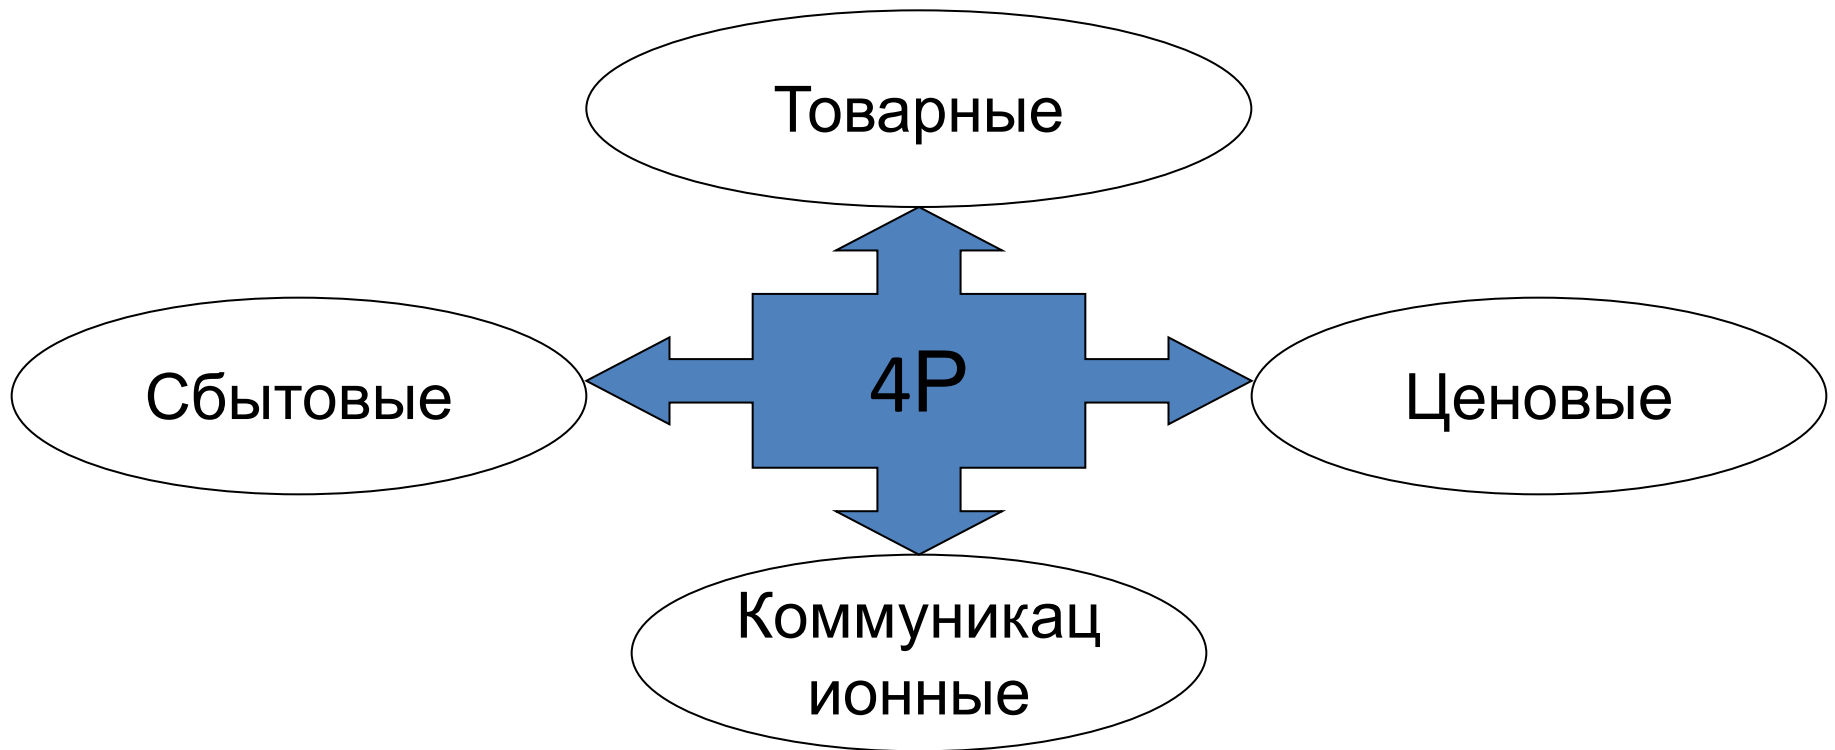 Товарные
Сбытовые
4P
Ценовые
Коммуникац
ионные